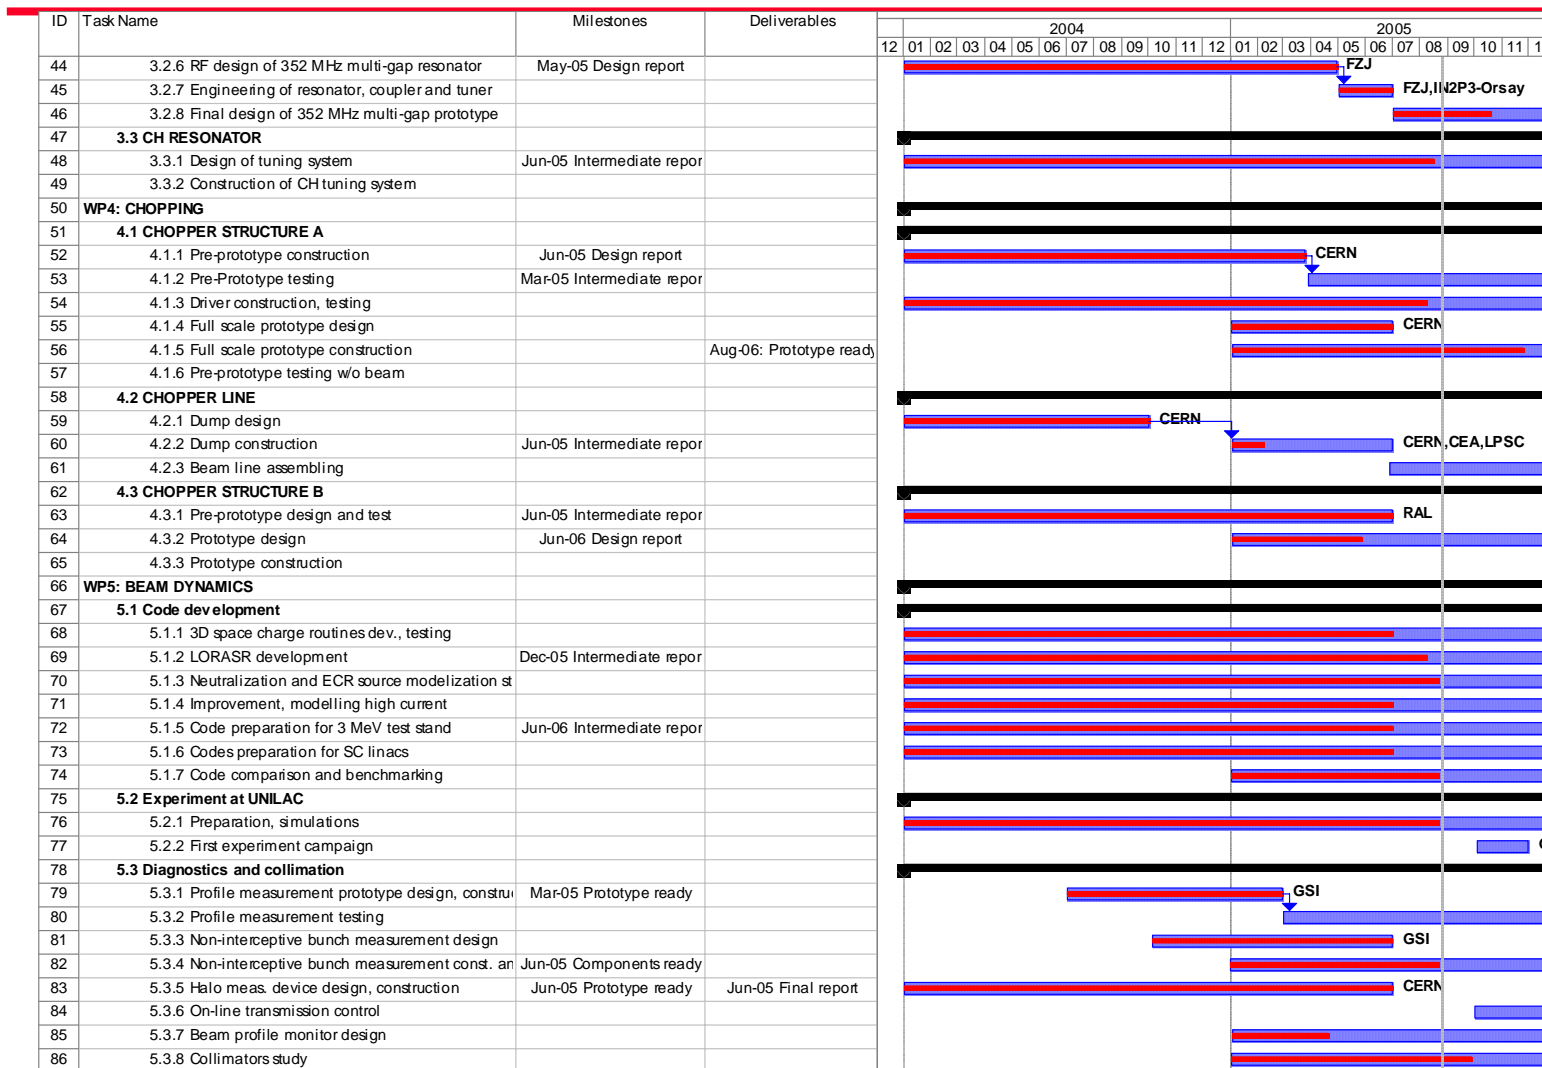 ID Task Name Milestones Deliverables 2004 2005
12 01 02 03 04 05 06 07 08 09 10 11 12 01 02 03 04 05 06 07 08 09 10 11 1
44 3.2.6 RF design of 352 MHz multi-gap resonator May-05 Design report FZJ
45 3.2.7 Engineering of resonator, coupler and tuner FZJ,IN2P3-Orsay
46 3.2.8 Final design of 352 MHz multi-gap prototype
47 3.3 CH RESONATOR
48 3.3.1 Design of tuning system Jun-05 Intermediate repor
49 3.3.2 Construction of CH tuning system
50 WP4: CHOPPING
51 4.1 CHOPPER STRUCTURE A
52 4.1.1 Pre-prototype construction Jun-05 Design report CERN
53 4.1.2 Pre-Prototype testing Mar-05 Intermediate repor
54 4.1.3 Driver construction, testing
55 4.1.4 Full scale prototype design CERN
56 4.1.5 Full scale prototype construction Aug-06: Prototype ready
57 4.1.6 Pre-prototype testing w/o beam
58 4.2 CHOPPER LINE
59 4.2.1 Dump design CERN
60 4.2.2 Dump construction Jun-05 Intermediate repor CERN,CEA,LPSC
61 4.2.3 Beam line assembling
62 4.3 CHOPPER STRUCTURE B
63 4.3.1 Pre-prototype design and test Jun-05 Intermediate repor RAL
64 4.3.2 Prototype design Jun-06 Design report
65 4.3.3 Prototype construction
66 WP5: BEAM DYNAMICS
67 5.1 Code development
68 5.1.1 3D space charge routines dev., testing
69 5.1.2 LORASR development Dec-05 Intermediate repor
70 5.1.3 Neutralization and ECR source modelization st
71 5.1.4 Improvement, modelling high current
72 5.1.5 Code preparation for 3 MeV test stand Jun-06 Intermediate repor
73 5.1.6 Codes preparation for SC linacs
74 5.1.7 Code comparison and benchmarking
75 5.2 Experiment at UNILAC
76 5.2.1 Preparation, simulations
77 5.2.2 First experiment campaign
78 5.3 Diagnostics and collimation
79 5.3.1 Profile measurement prototype design, constru Mar-05 Prototype ready GSI
80 5.3.2 Profile measurement testing
81 5.3.3 Non-interceptive bunch measurement design GSI
82 5.3.4 Non-interceptive bunch measurement const. an Jun-05 Components ready
83 5.3.5 Halo meas. device design, construction Jun-05 Prototype ready Jun-05 Final report CERN
84 5.3.6 On-line transmission control
85 5.3.7 Beam profile monitor design
86 5.3.8 Collimators study